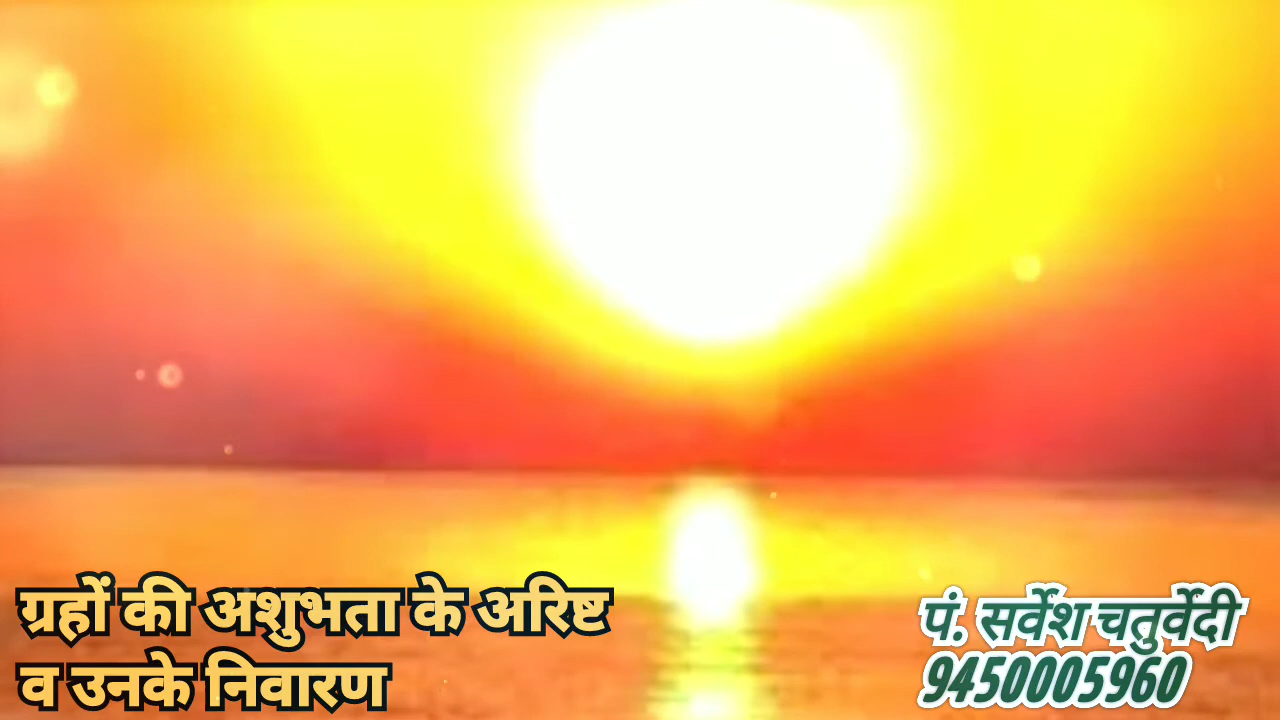 ग्रहों की अशुभता के अरिष्ट
व उनके निवारण
पं. सर्वेश चतुर्वेदी
9450005960